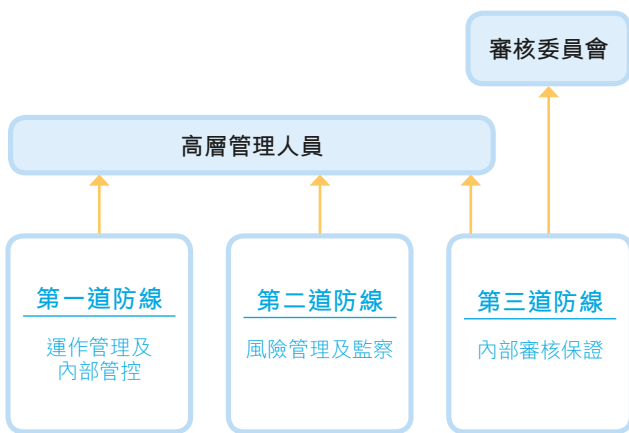 審核委員會
高層管理人員
第一道防線
運作管理及
內部管控
第二道防線
風險管理及監察
第三道防線
內部審核保證